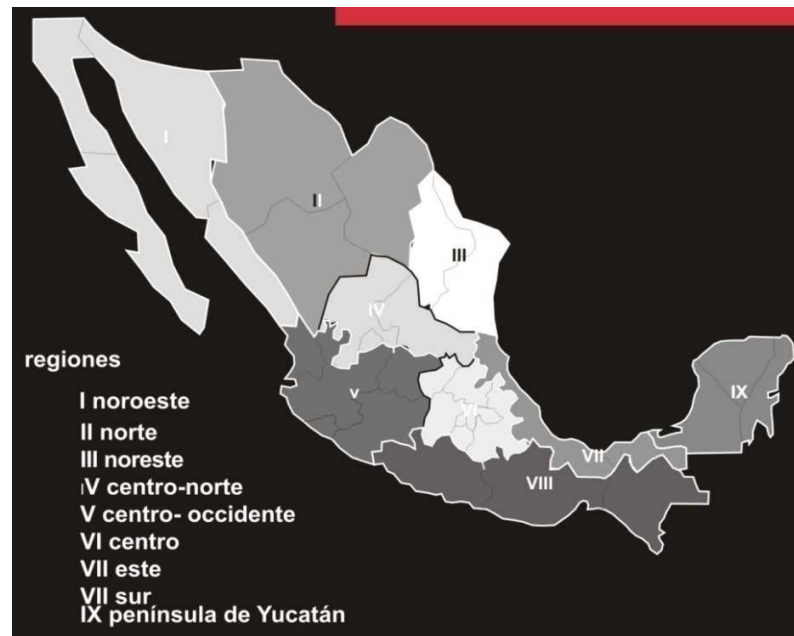 I
II
III
IV
V
VI
VII
VIII
IX
regiones
I noroeste
II norte
III noreste
IV centro-norte
V centro- occidente
VI centro
VII este
VII sur
IX península de Yucatán